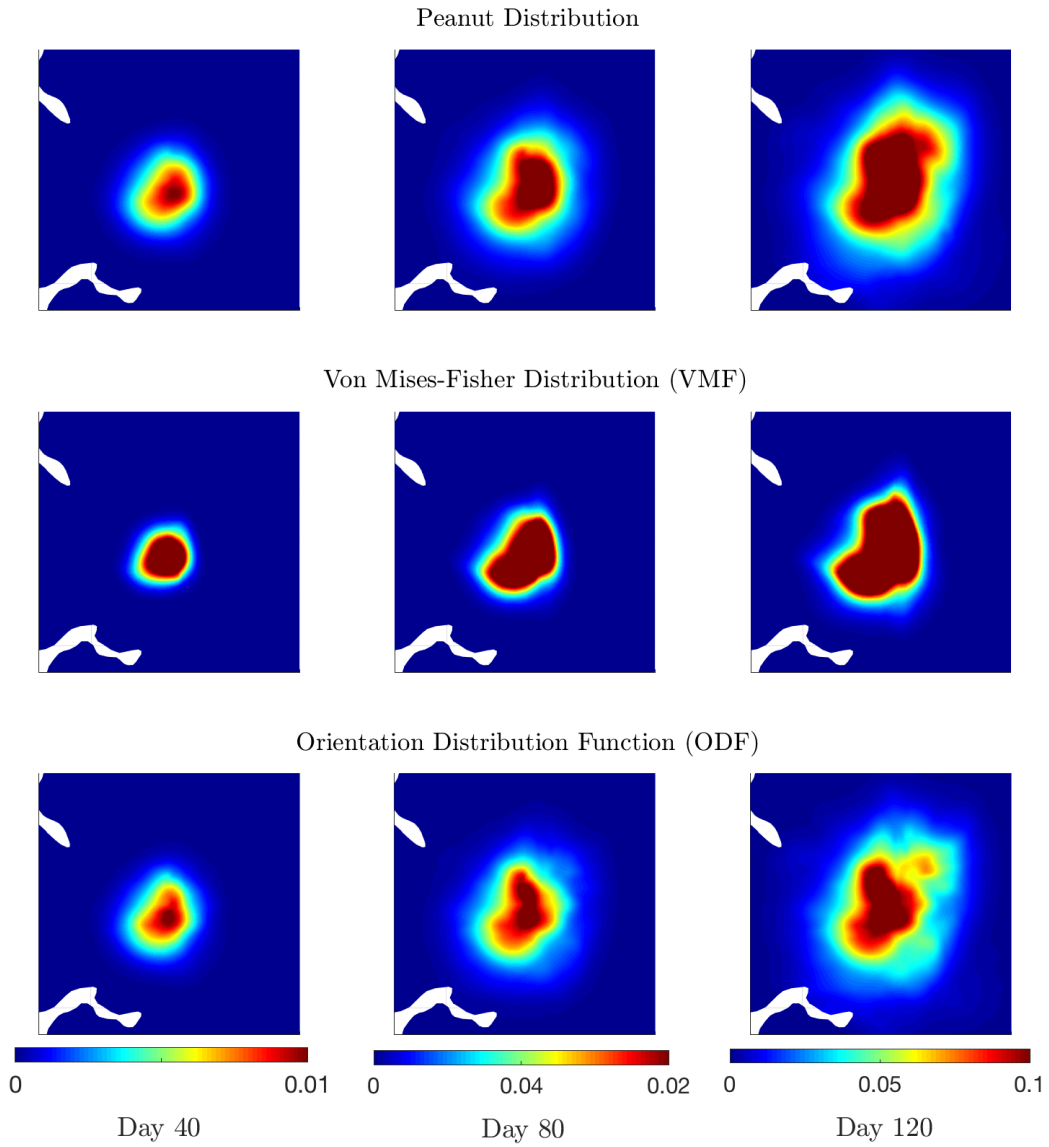 Peanut Distribution
Von Mises-Fisher Distribution (VMF)
Orientation Distribution Function (ODF)
0 0.01 0 0.04 0.02 0 0.05 0.1
Day 40 Day 80 Day 120